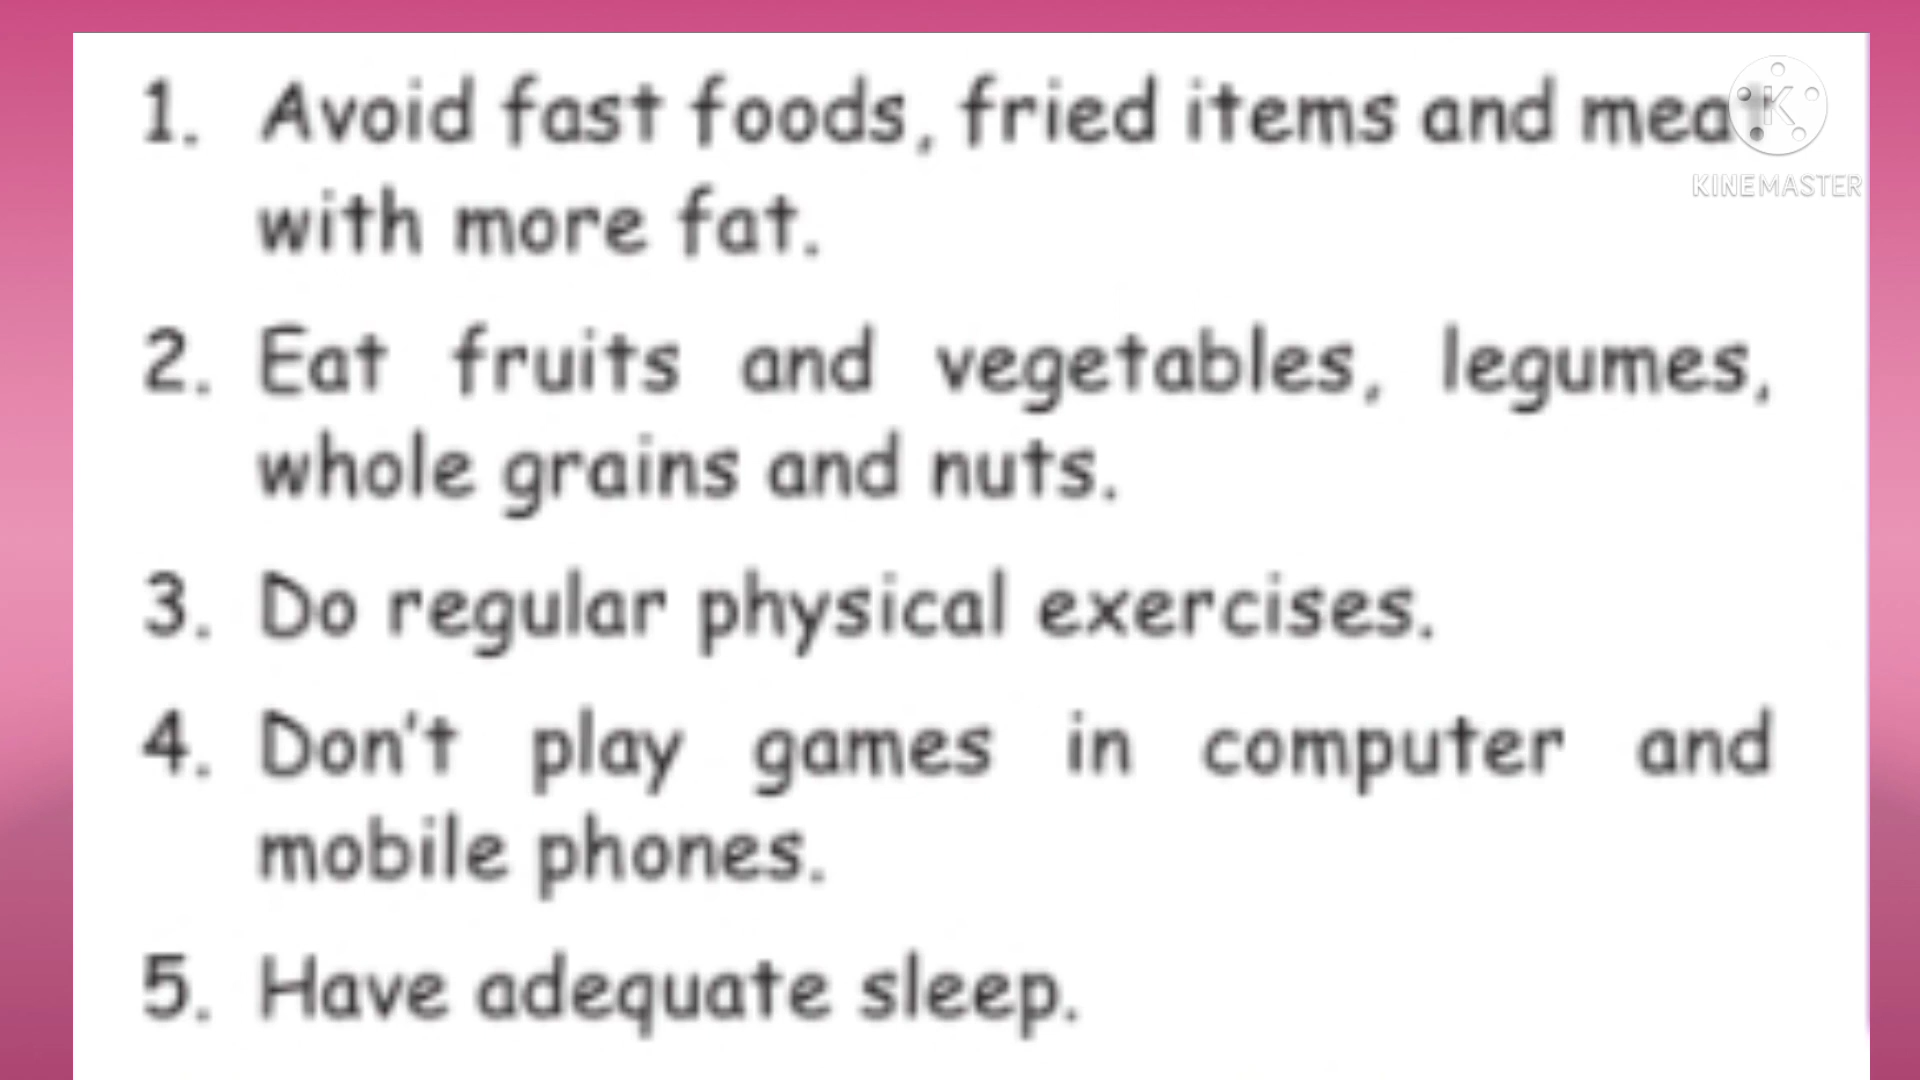 1. Avoid fast foods, fried items and meat
with more fat.
2. Eat fruits and vegetables, legumes,
whole grains and nuts.
3. Do regular physical exercises.
4. Don't play games in computer and
mobile phones.
5. Have adequate sleep.
K
KINEMASTER